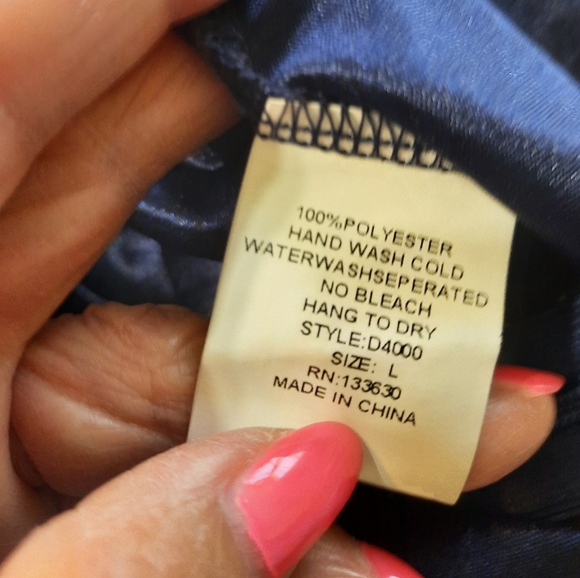 100%POLYESTER
HAND WASH COLD
WATERWASHSEPERATED
NO BLEACH
HANG TO DRY
STYLE:D4000
SIZE: L
RN:133630
MADE IN CHINA